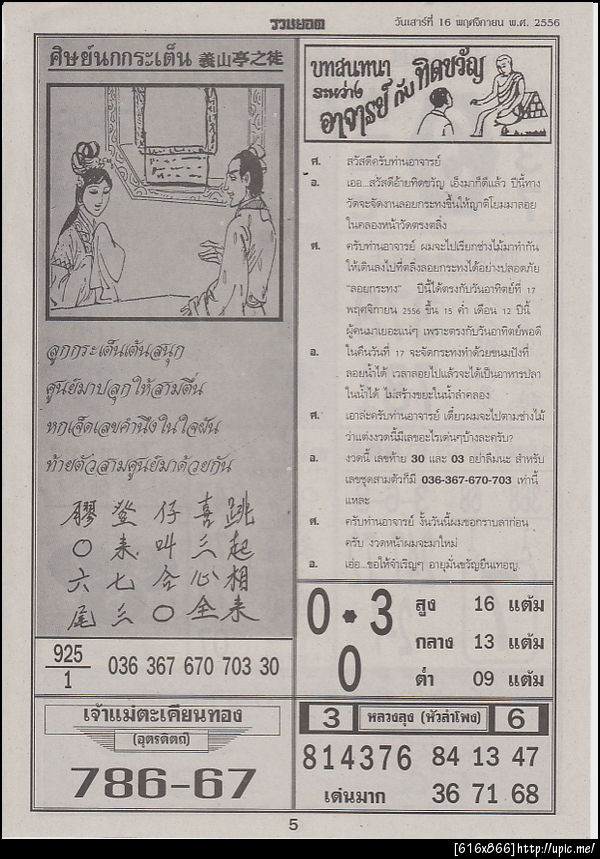 รวมยอด
วันเสาร์ที่ 16 พฤศจิกายน พ.ศ. 2556
ศิษย์นกกระเต็น 義山亭之徒
ลูกกระเด็นเต้นสนุก
ศูนย์มาปลุกให้สามตื่น
หกเจ็ดเลขคำนึงในใจฝัน
ท้ายตัวสามศูนย์มาด้วยกัน
膠登仔喜跳
〇来叫三起
六七合心相
尾三〇全来
925
1
036 367 670 703 30
เจ้าแม่ตะเคียนทอง
(อุตรดิตถ์)
786-67
บทสนทนา
ระหว่าง
อาจารย์ กับ ทิดขวัญ
ศ. สวัสดีครับท่านอาจารย์
อ. เออ...สวัสดีอ้ายทิดขวัญ เอ็งมาก็ดีแล้ว ปีนี้ทาง
วัดจะจัดงานลอยกระทงขึ้นให้ญาติโยมมาลอย
ในคลองหน้าวัดตรงตลิ่ง
ศ. ครับท่านอาจารย์ ผมจะไปเรียกช่างไม้มาทำกัน
ให้เดินลงไปที่ตลิ่งลอยกระทงได้อย่างปลอดภัย
"ลอยกระทง" ปีนี้ได้ตรงกับวันอาทิตย์ที่ 17
พฤศจิกายน 2556 ขึ้น 15 ค่ำ เดือน 12 ปีนี้
ผู้คนมาเยอะแน่ๆ เพราะตรงกับวันอาทิตย์พอดี
อ. ในคืนวันที่ 17 จะจัดกระทงทำด้วยขนมปังที่
ลอยน้ำได้ เวลาลอยไปแล้วจะได้เป็นอาหารปลา
ในน้ำได้ ไม่สร้างขยะในน้ำลำคลอง
ศ. เอาล่ะครับท่านอาจารย์ เดี๋ยวผมจะไปตามช่างไม้
ว่าแต่งวดนี้มีเลขอะไรเด่นๆบ้างละครับ?
อ. งวดนี้ เลขท้าย 30 และ 03 อย่าลืมนะ สำหรับ
เลขชุดสามตัวก็มี 036-367-670-703 เท่านี้
แหละ
ศ. ครับท่านอาจารย์ งั้นวันนี้ผมขอกราบลาก่อน
ครับ งวดหน้าผมจะมาใหม่
อ. เอ่อ...ขอให้จำเริญๆ อายุมั่นขวัญยืนเทอญ.
0 * 3
0
สูง 16 แต้ม
กลาง 13 แต้ม
ต่ำ 09 แต้ม
3 หลวงลุง (หัวลำโพง) 6
814376 84 13 47
เด่นมาก 36 71 68
5
[616x866]http://upic.me/